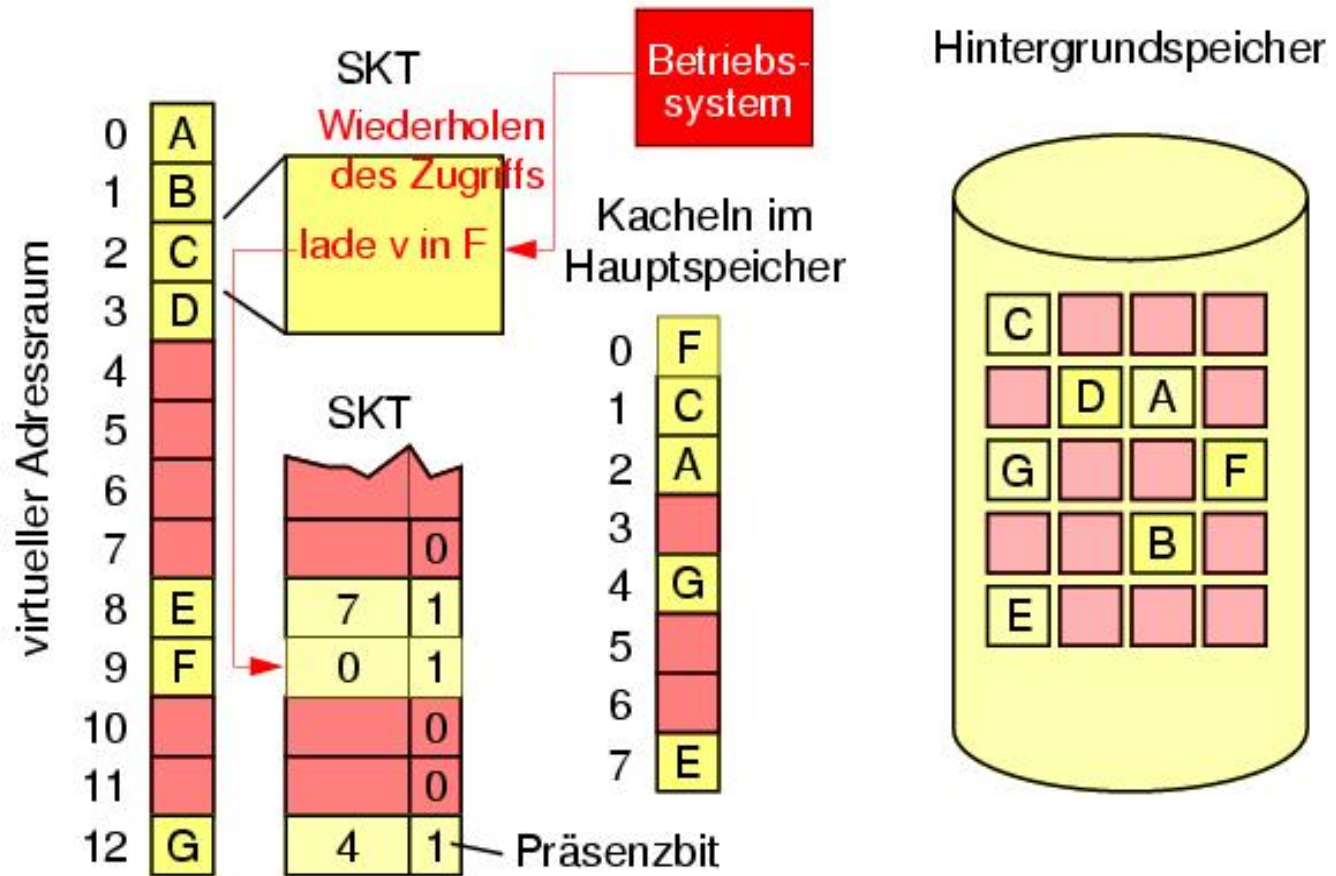 SKT
Betriebs-
system
Hintergrundspeicher
Wiederholen
des Zugriffs
lade v in F
virtueller Adressraum
0 A
1 B
2 C
3 D
4
5
6
7
8 E
9 F
10
11
12 G
SKT
0
7 1
0 1
0
0
4 1
Präsenzbit
Kacheln im
Hauptspeicher
0 F
1 C
2 A
3
4 G
5
6
7 E
C
D A
G F
B
E